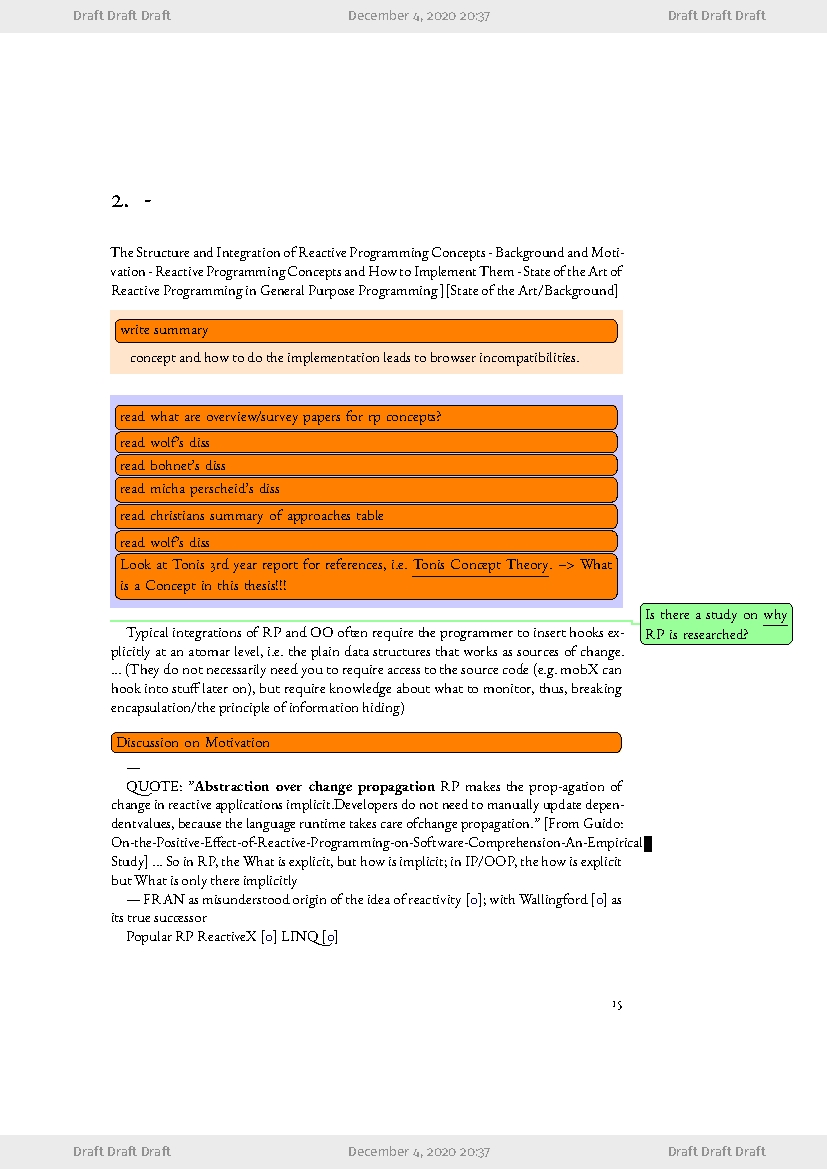 Draft Draft Draft December 4, 2020 20:37 Draft Draft Draft
2. -
The Structure and Integration of Reactive Programming Concepts - Background and Moti-
vation - Reactive Programming Concepts and How to Implement Them - State of the Art of
Reactive Programming in General Purpose Programming ] [State of the Art/Background]
write summary
concept and how to do the implementation leads to browser incompatibilities.
read what are overview/survey papers for rp concepts?
read wolf's diss
read bohnet's diss
read micha perscheid's diss
read christians summary of approaches table
read wolf's diss
Look at Tonis 3rd year report for references, i.e. Tonis Concept Theory. –> What
is a Concept in this thesis!!!
Is there a study on why
RP is researched?
Typical integrations of RP and OO often require the programmer to insert hooks ex-
plicitly at an atomar level, i.e. the plain data structures that works as sources of change.
... (They do not necessarily need you to require access to the source code (e.g. mobX can
hook into stuff later on), but require knowledge about what to monitor, thus, breaking
encapsulation/the principle of information hiding)
Discussion on Motivation
—
QUOTE: ”Abstraction over change propagation RP makes the prop-agation of
change in reactive applications implicit.Developers do not need to manually update depen-
dentvalues, because the language runtime takes care ofchange propagation.” [From Guido:
On-the-Positive-Effect-of-Reactive-Programming-on-Software-Comprehension-An-Empirical
Study] ... So in RP, the What is explicit, but how is implicit; in IP/OOP, the how is explicit
but What is only there implicitly
— FRAN as misunderstood origin of the idea of reactivity [0]; with Wallingford [0] as
its true successor
Popular RP ReactiveX [0] LINQ [0]
15
Draft Draft Draft December 4, 2020 20:37 Draft Draft Draft